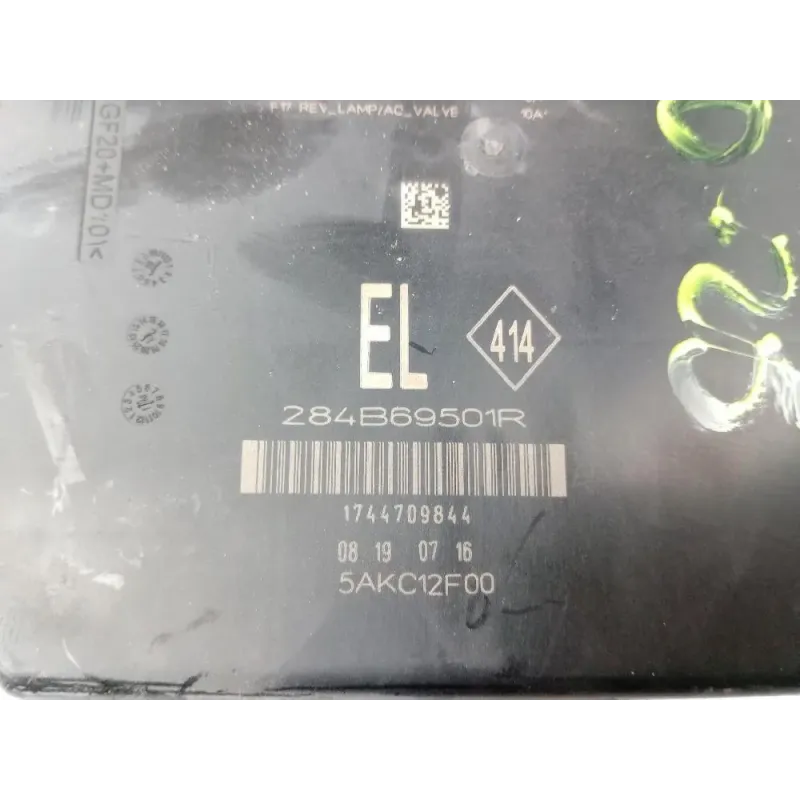 F17 REV_LAMP/AC_VALVE 10A
GF20+MD10)<
EL
414
284B69501R
1744709844
08 19 07 16
5AKC12F00